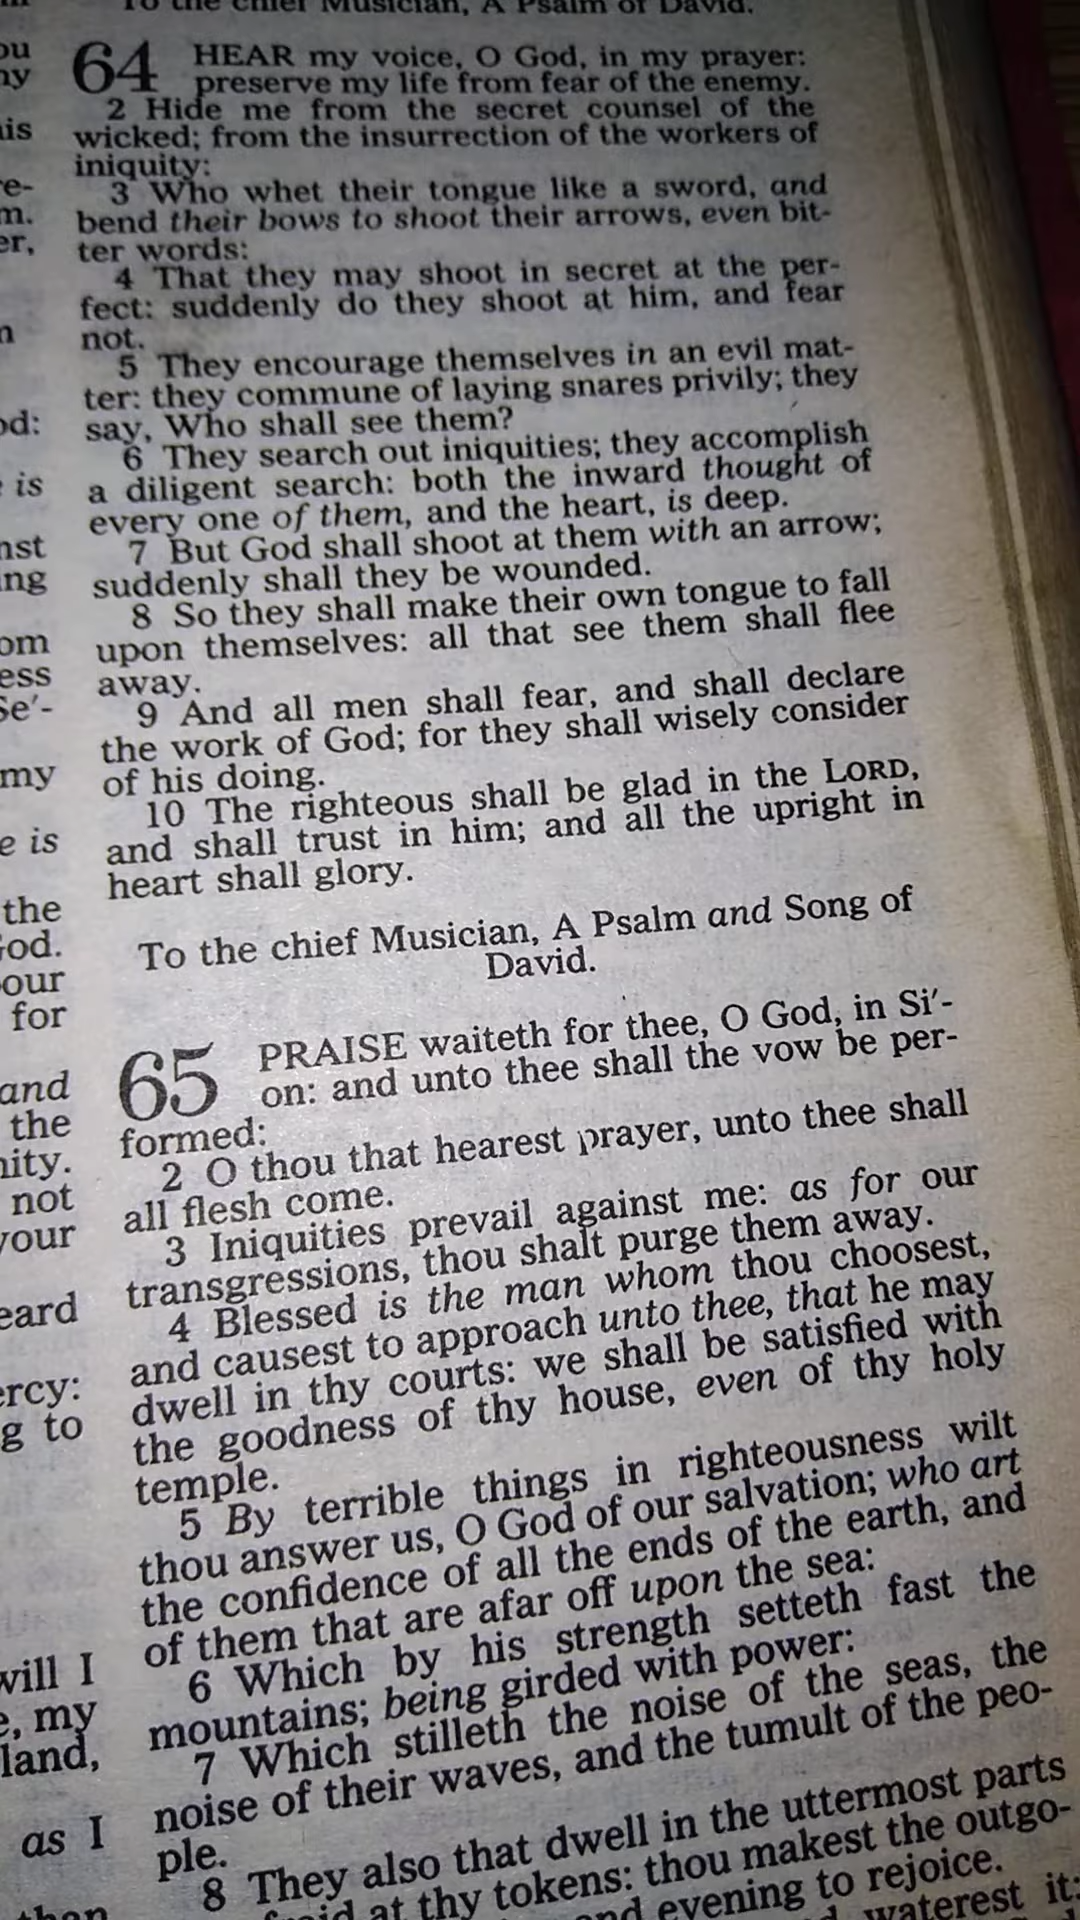 To the chief Musician, A Psalm of David.
64 HEAR my voice, O God, in my prayer:
preserve my life from fear of the enemy.
2 Hide me from the secret counsel of the
wicked; from the insurrection of the workers of
iniquity:
3 Who whet their tongue like a sword, and
bend their bows to shoot their arrows, even bit-
ter words:
4 That they may shoot in secret at the per-
fect: suddenly do they shoot at him, and fear
not.
5 They encourage themselves in an evil mat-
ter: they commune of laying snares privily; they
say, Who shall see them?
6 They search out iniquities; they accomplish
a diligent search: both the inward thought of
every one of them, and the heart, is deep.
7 But God shall shoot at them with an arrow;
suddenly shall they be wounded.
8 So they shall make their own tongue to fall
upon themselves: all that see them shall flee
away.
9 And all men shall fear, and shall declare
the work of God; for they shall wisely consider
of his doing.
10 The righteous shall be glad in the LORD,
and shall trust in him; and all the upright in
heart shall glory.
To the chief Musician, A Psalm and Song of
David.
65 PRAISE waiteth for thee, O God, in Si'-
on: and unto thee shall the vow be per-
formed:
2 O thou that hearest prayer, unto thee shall
all flesh come.
3 Iniquities prevail against me: as for our
transgressions, thou shalt purge them away.
4 Blessed is the man whom thou choosest,
and causest to approach unto thee, that he may
dwell in thy courts: we shall be satisfied with
the goodness of thy house, even of thy holy
temple.
5 By terrible things in righteousness wilt
thou answer us, O God of our salvation; who art
the confidence of all the ends of the earth, and
of them that are afar off upon the sea:
6 Which by his strength setteth fast the
mountains; being girded with power:
7 Which stilleth the noise of the seas, the
noise of their waves, and the tumult of the peo-
ple.
8 They also that dwell in the uttermost parts
at thy tokens: thou makest the outgo-
evening to rejoice.
waterest it:
is
the
our
for
and
the
not
your
g to
will I
my
land,
as I